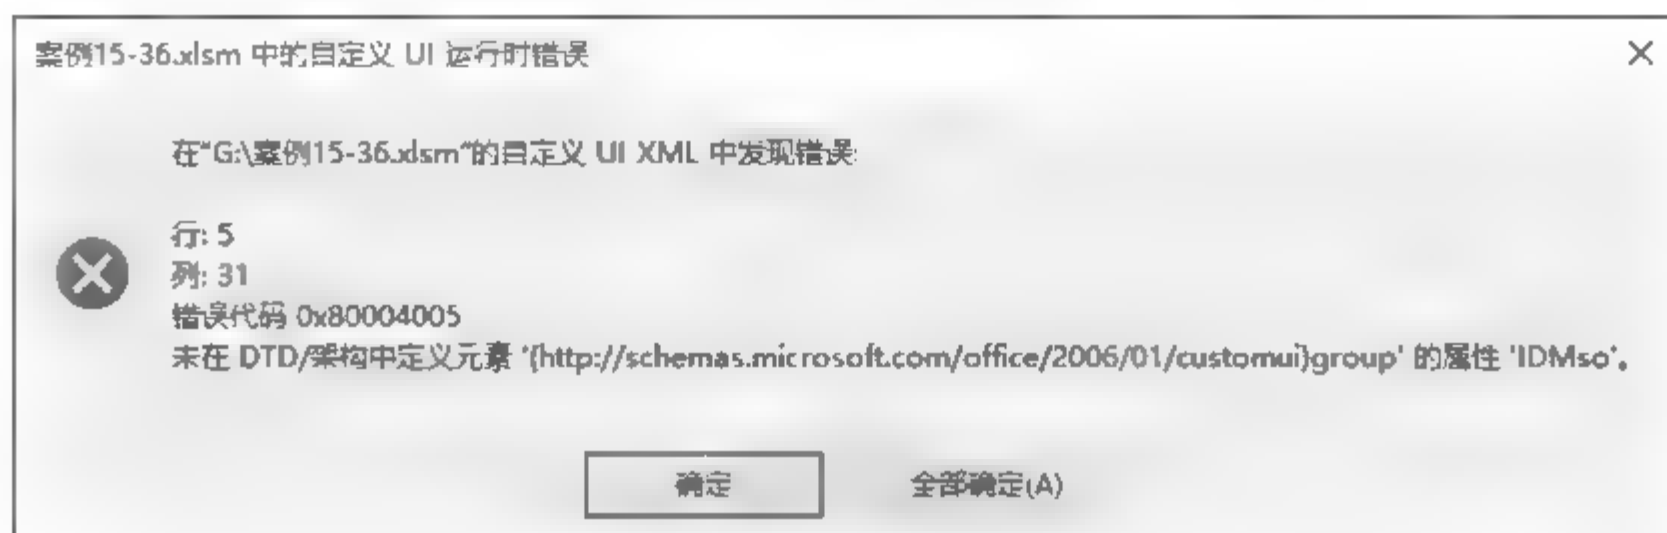 案例15-36.xlsm 中的自定义 UI 运行时错误
在"G:\案例15-36.xlsm"的自定义 UI XML 中发现错误:
行: 5
列: 31
错误代码 0x80004005
未在 DTD/架构中定义元素 '{http://schemas.microsoft.com/office/2006/01/customui}group' 的属性 'IDMso'。
确定 全部确定(A)